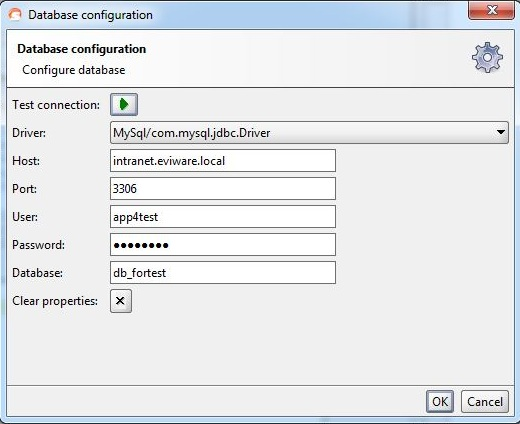 Database configuration
Database configuration
Configure database
Test connection:
Driver: MySql/com.mysql.jdbc.Driver
Host: intranet.eviware.local
Port: 3306
User: app4test
Password: ●●●●●●●●
Database: db_fortest
Clear properties:
OK Cancel